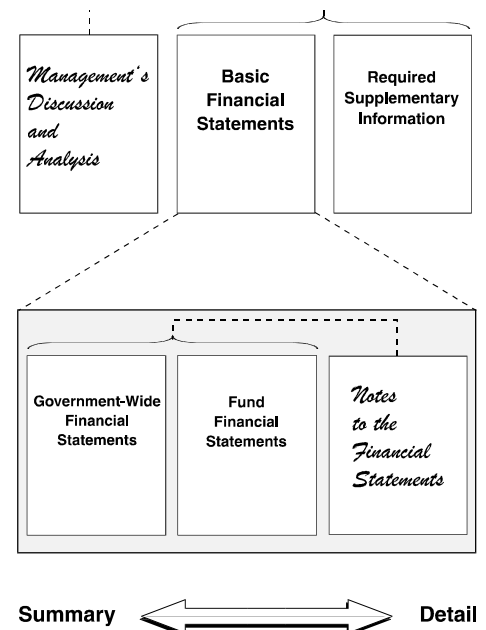 Management's
Discussion
and
Analysis
Basic
Financial
Statements
Required
Supplementary
Information
Government-Wide
Financial
Statements
Fund
Financial
Statements
Notes
to the
Financial
Statements
Summary
Detail